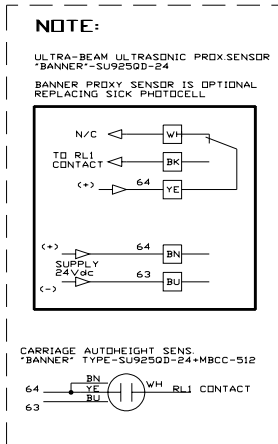 NOTE:
ULTRA-BEAM ULTRASONIC PROX.SENSOR
"BANNER"-SU925QD-24
BANNER PROXY SENSOR IS OPTIONAL
REPLACING SICK PHOTOCELL
N/C WH
TO RL1
CONTACT BK
(+) 64 YE
(+) 64 BN
SUPPLY
24Vdc 63 BU
(-)
CARRIAGE AUTOHEIGHT SENS.
"BANNER" TYPE-SU925QD-24+MBCC-512
BN
64 YE WH RL1 CONTACT
BU
63